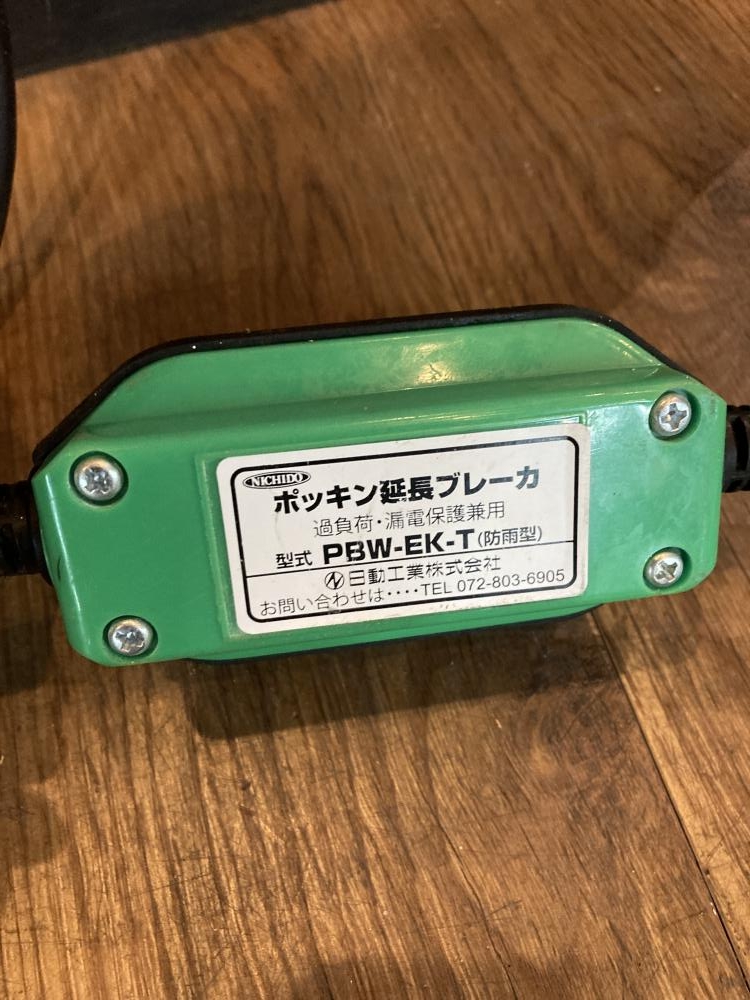 NICHIDO
ポッキン延長ブレーカ
過負荷・漏電保護兼用
型式 PBW-EK-T(防雨型)
日動工業株式会社
お問い合わせは・・・・TEL 072-803-6905